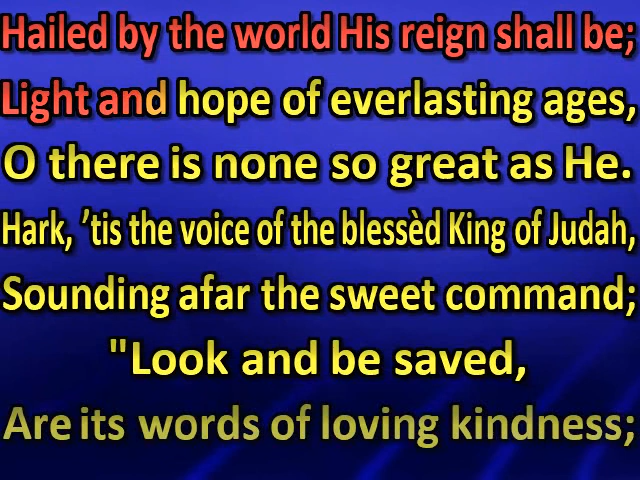 Hailed by the world His reign shall be;
Light and hope of everlasting ages,
O there is none so great as He.
Hark, ’tis the voice of the blessèd King of Judah,
Sounding afar the sweet command;
"Look and be saved,
Are its words of loving kindness;